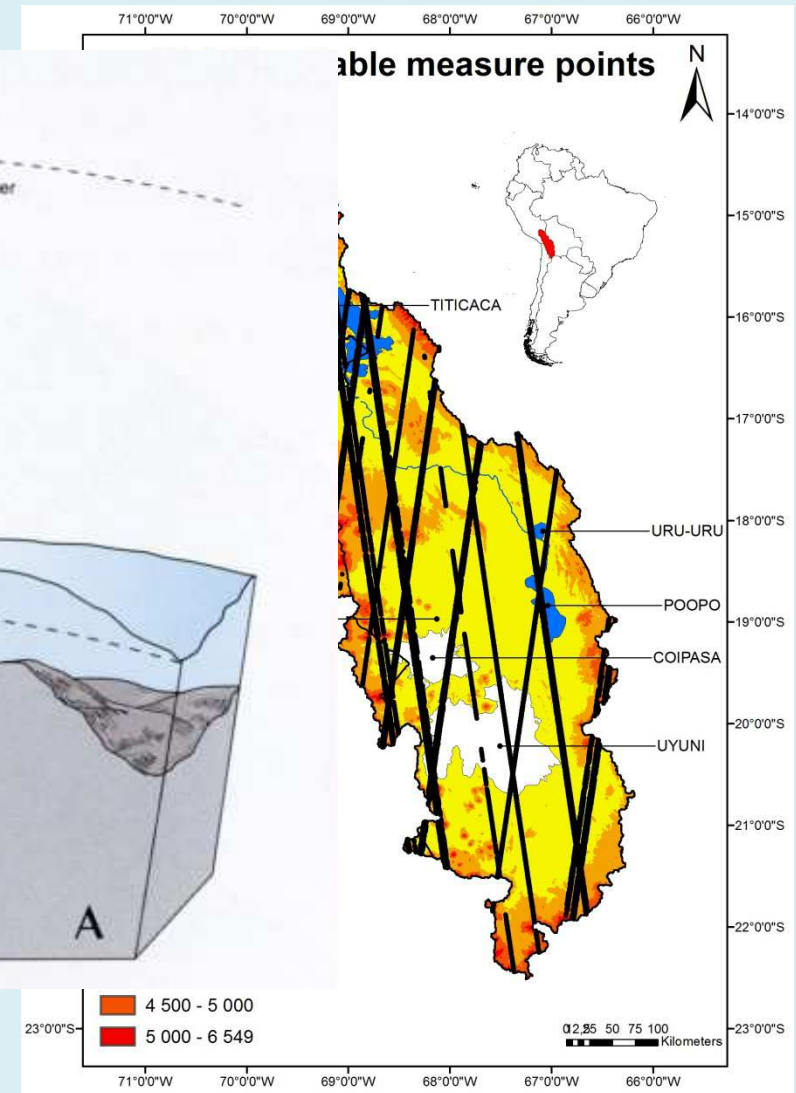 71°0'0"W 70°0'0"W 69°0'0"W 68°0'0"W 67°0'0"W 66°0'0"W
able measure points
N
14°0'0"S
15°0'0"S
TITICACA
16°0'0"S
17°0'0"S
18°0'0"S
URU-URU
POOPO
19°0'0"S
COIPASA
20°0'0"S
UYUNI
21°0'0"S
A
22°0'0"S
4 500 - 5 000
5 000 - 6 549
23°0'0"S
23°0'0"S
0 12,5 25 50 75 100
Kilometers
71°0'0"W 70°0'0"W 69°0'0"W 68°0'0"W 67°0'0"W 66°0'0"W